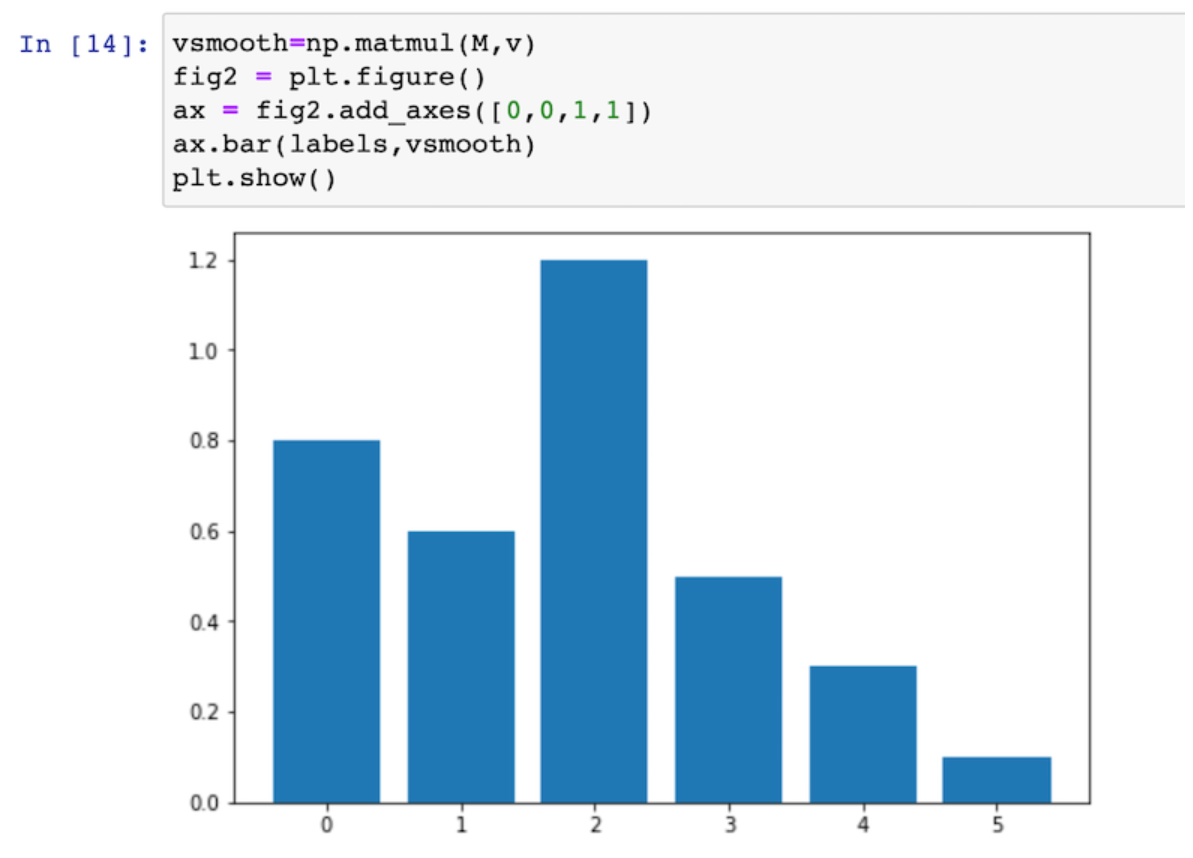 In [14]: vsmooth=np.matmul(M,v)
fig2 = plt.figure()
ax = fig2.add_axes([0,0,1,1])
ax.bar(labels,vsmooth)
plt.show()
1.2
1.0
0.8
0.6
0.4
0.2
0.0
0 1 2 3 4 5